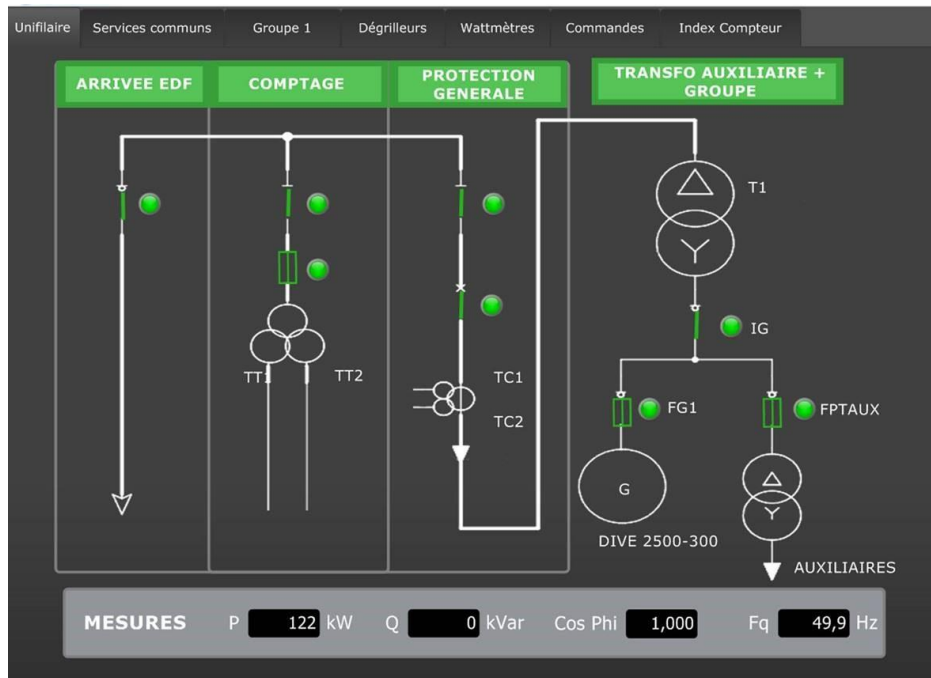 Unifilaire
Services communs
Groupe 1
Dégrilleurs
Wattmètres
Commandes
Index Compteur
ARRIVEE EDF
COMPTAGE
PROTECTION
GENERALE
TRANSFO AUXILIAIRE +
GROUPE
T1
IG
TT1
TT2
TC1
TC2
FG1
FPTAUX
G
DIVE 2500-300
AUXILIAIRES
MESURES
P 122 kW
Q 0 kVar
Cos Phi 1,000
Fq 49,9 Hz